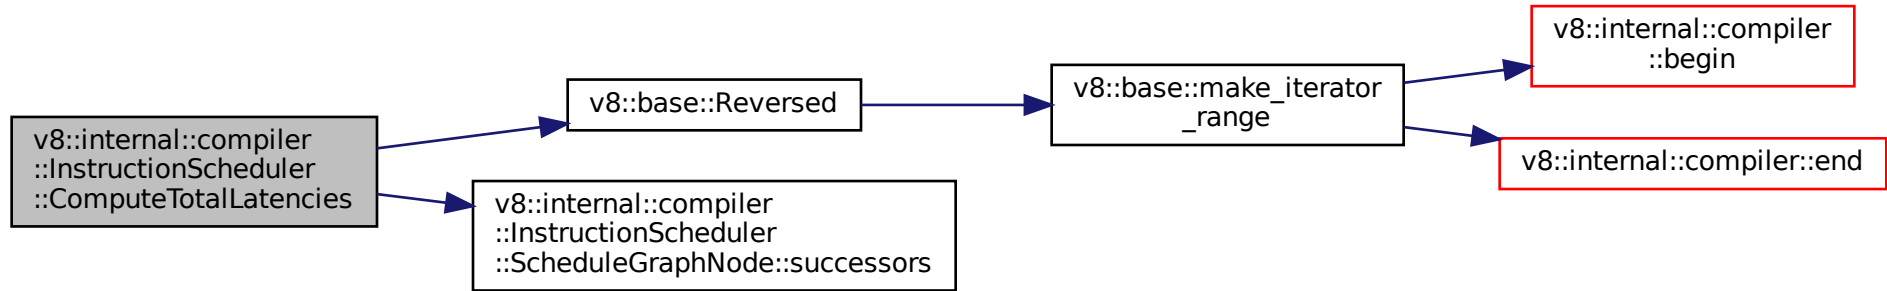 v8::internal::compiler
::InstructionScheduler
::ComputeTotalLatencies
v8::base::Reversed
v8::internal::compiler
::InstructionScheduler
::ScheduleGraphNode::successors
v8::base::make_iterator
_range
v8::internal::compiler
::begin
v8::internal::compiler::end